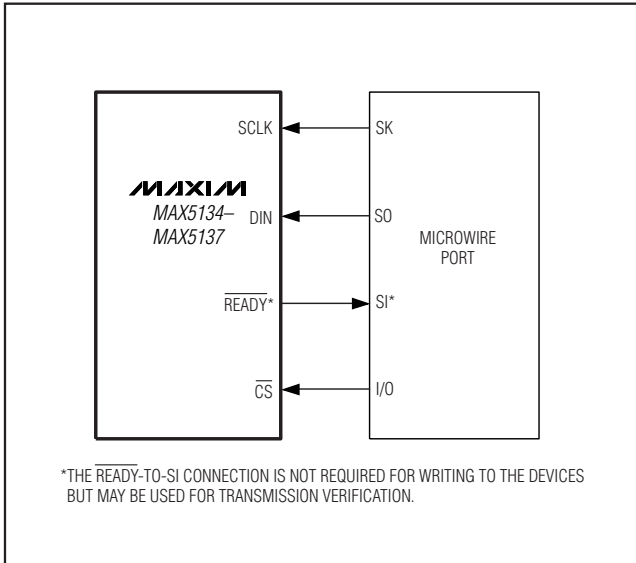 SCLK
SK
MAXIM
MAX5134–
MAX5137
DIN
SO
MICROWIRE
PORT
READY*
SI*
CS
I/O
*THE READY-TO-SI CONNECTION IS NOT REQUIRED FOR WRITING TO THE DEVICES
BUT MAY BE USED FOR TRANSMISSION VERIFICATION.